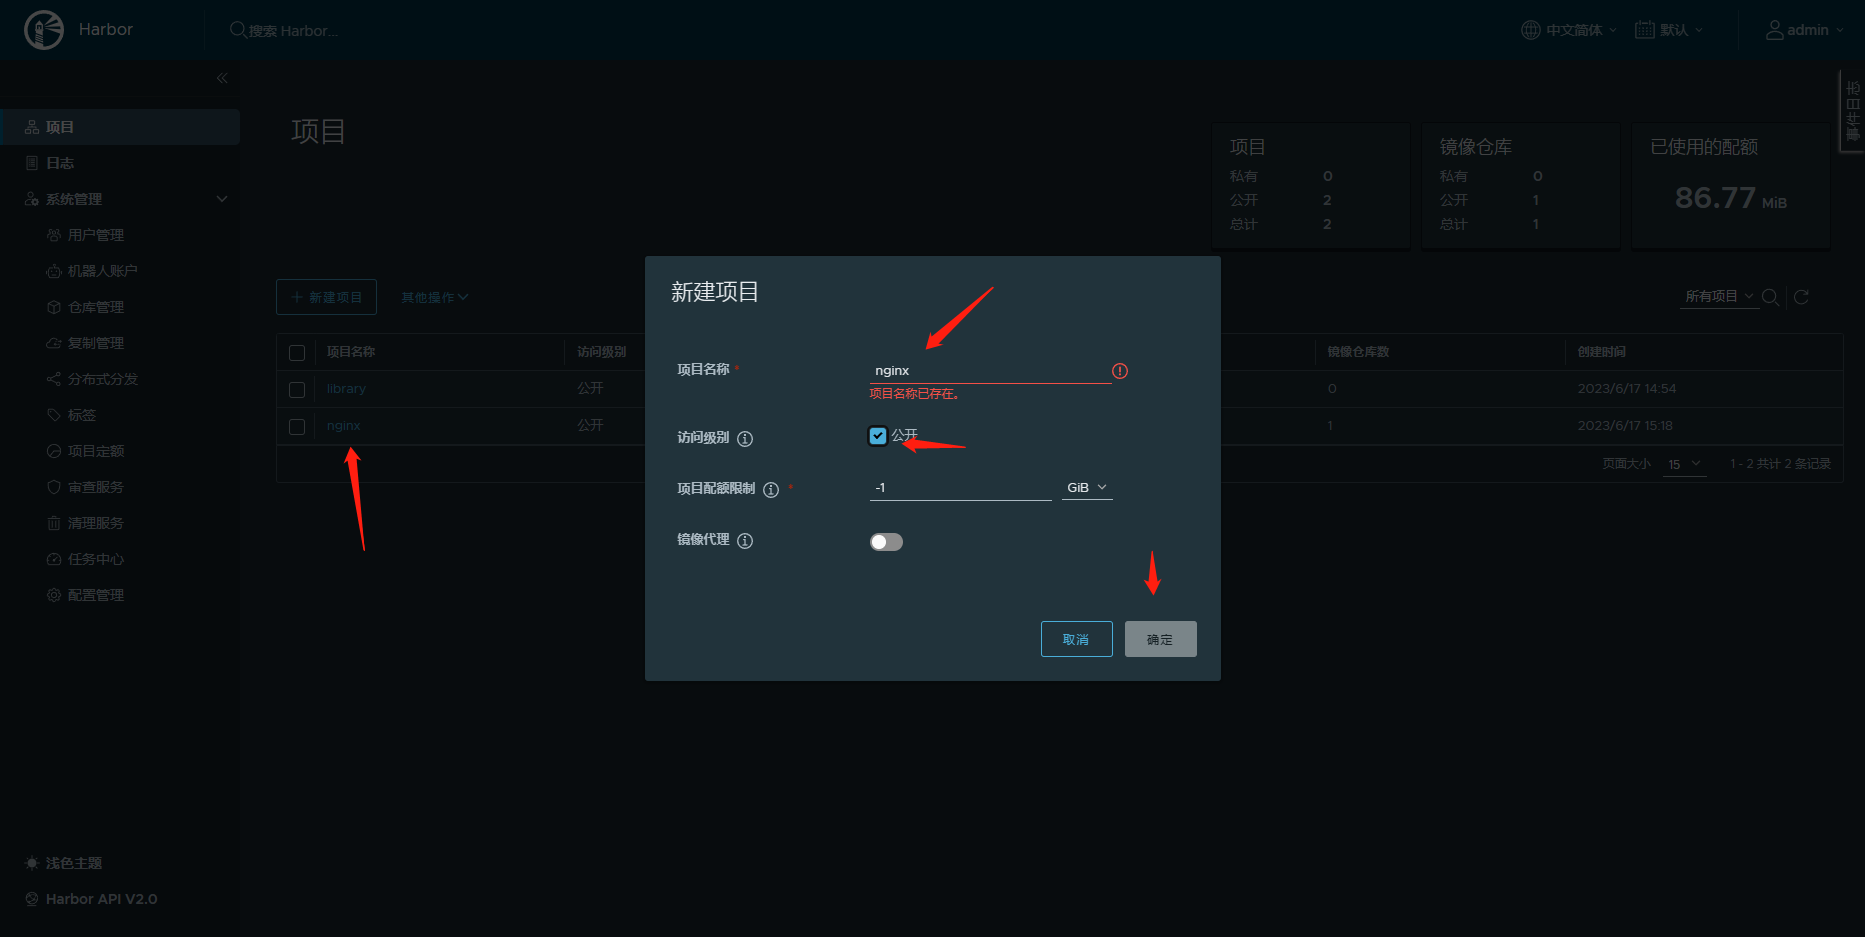 Harbor
搜索 Harbor...
中文简体
默认
admin
事件日志
项目
日志
系统管理
用户管理
机器人账户
仓库管理
复制管理
分布式分发
标签
项目定额
审查服务
清理服务
任务中心
配置管理
浅色主题
Harbor API V2.0
项目
项目
私有 0
公开 2
总计 2
镜像仓库
私有 0
公开 1
总计 1
已使用的配额
86.77 MiB
新建项目
其他操作
所有项目
项目名称 访问级别 镜像仓库数 创建时间
library 公开 0 2023/6/17 14:54
nginx 公开 1 2023/6/17 15:18
页面大小 15 1 - 2 共计 2 条记录
新建项目
项目名称 * nginx
项目名称已存在。
访问级别 公开
项目配额限制 * -1 GiB
镜像代理
取消
确定